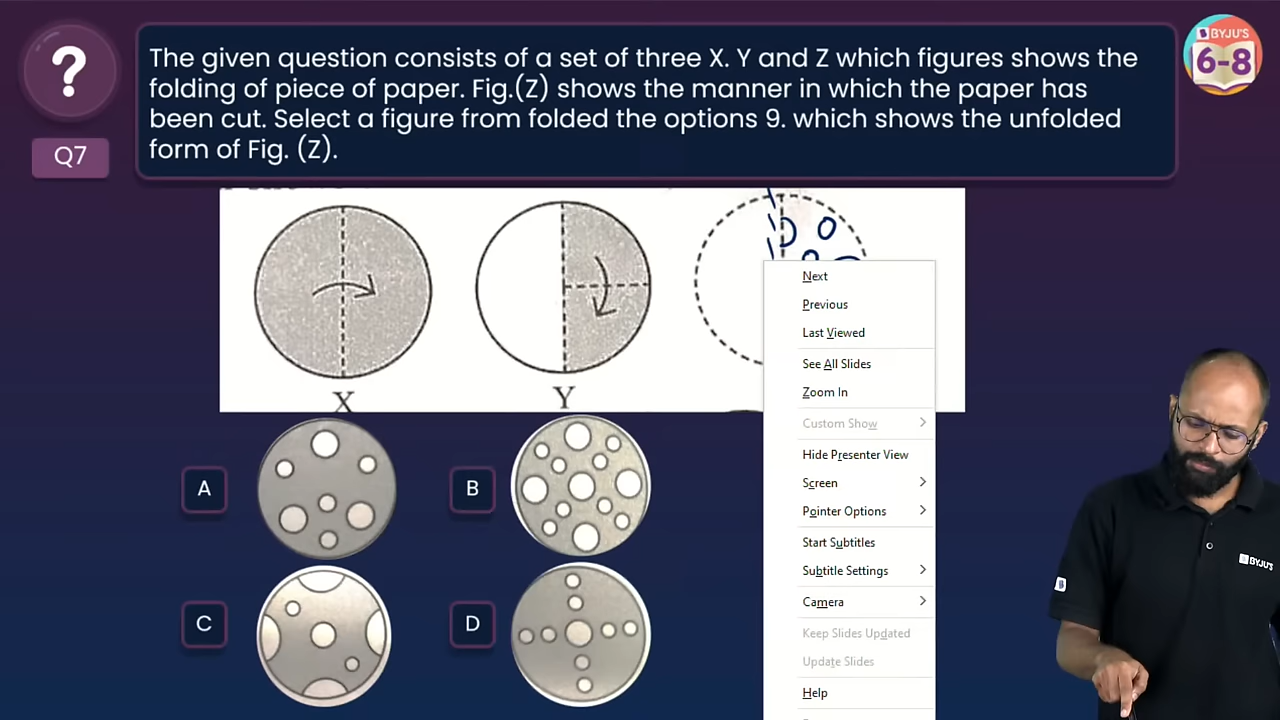 ?
Q7
The given question consists of a set of three X. Y and Z which figures shows the
folding of piece of paper. Fig.(Z) shows the manner in which the paper has
been cut. Select a figure from folded the options 9. which shows the unfolded
form of Fig. (Z).
BYJU'S
6-8
X
Y
A
B
C
D
Next
Previous
Last Viewed
See All Slides
Zoom In
Custom Show
Hide Presenter View
Screen
Pointer Options
Start Subtitles
Subtitle Settings
Camera
Keep Slides Updated
Update Slides
Help
BYJU'S